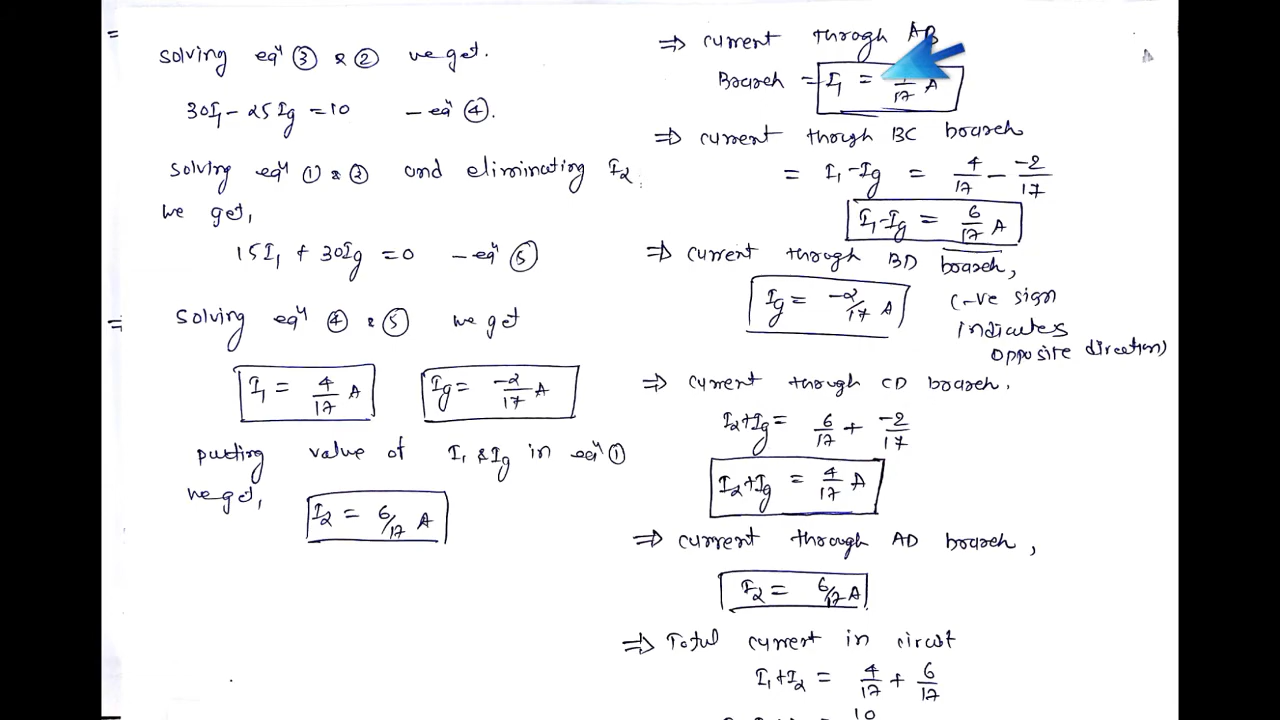 solving eqⁿ ③ & ② we get.
30I₁ - 25Ig = 10 - eqⁿ ④.
solving eqⁿ ① & ② and eliminating I₂
we get,
15I₁ + 30Ig = 0 - eqⁿ ⑤
=> solving eqⁿ ④ & ⑤ we get
I₁ = 4/17 A Ig = -2/17 A
putting value of I₁ & Ig in eqⁿ ①
we get,
I₂ = 6/17 A
=> current through AB
Branch = I₁ = /17 A
=> current though BC branch
= I₁ - Ig = 4/17 - -2/17
I₁ - Ig = 6/17 A
=> current through BD branch,
Ig = -2/17 A (-ve sign
indicates
opposite direction)
=> current through CD branch.
I₂ + Ig = 6/17 + -2/17
I₂ + Ig = 4/17 A
=> current through AD branch,
I₂ = 6/17 A
=> Total current in circuit
I₁ + I₂ = 4/17 + 6/17
10